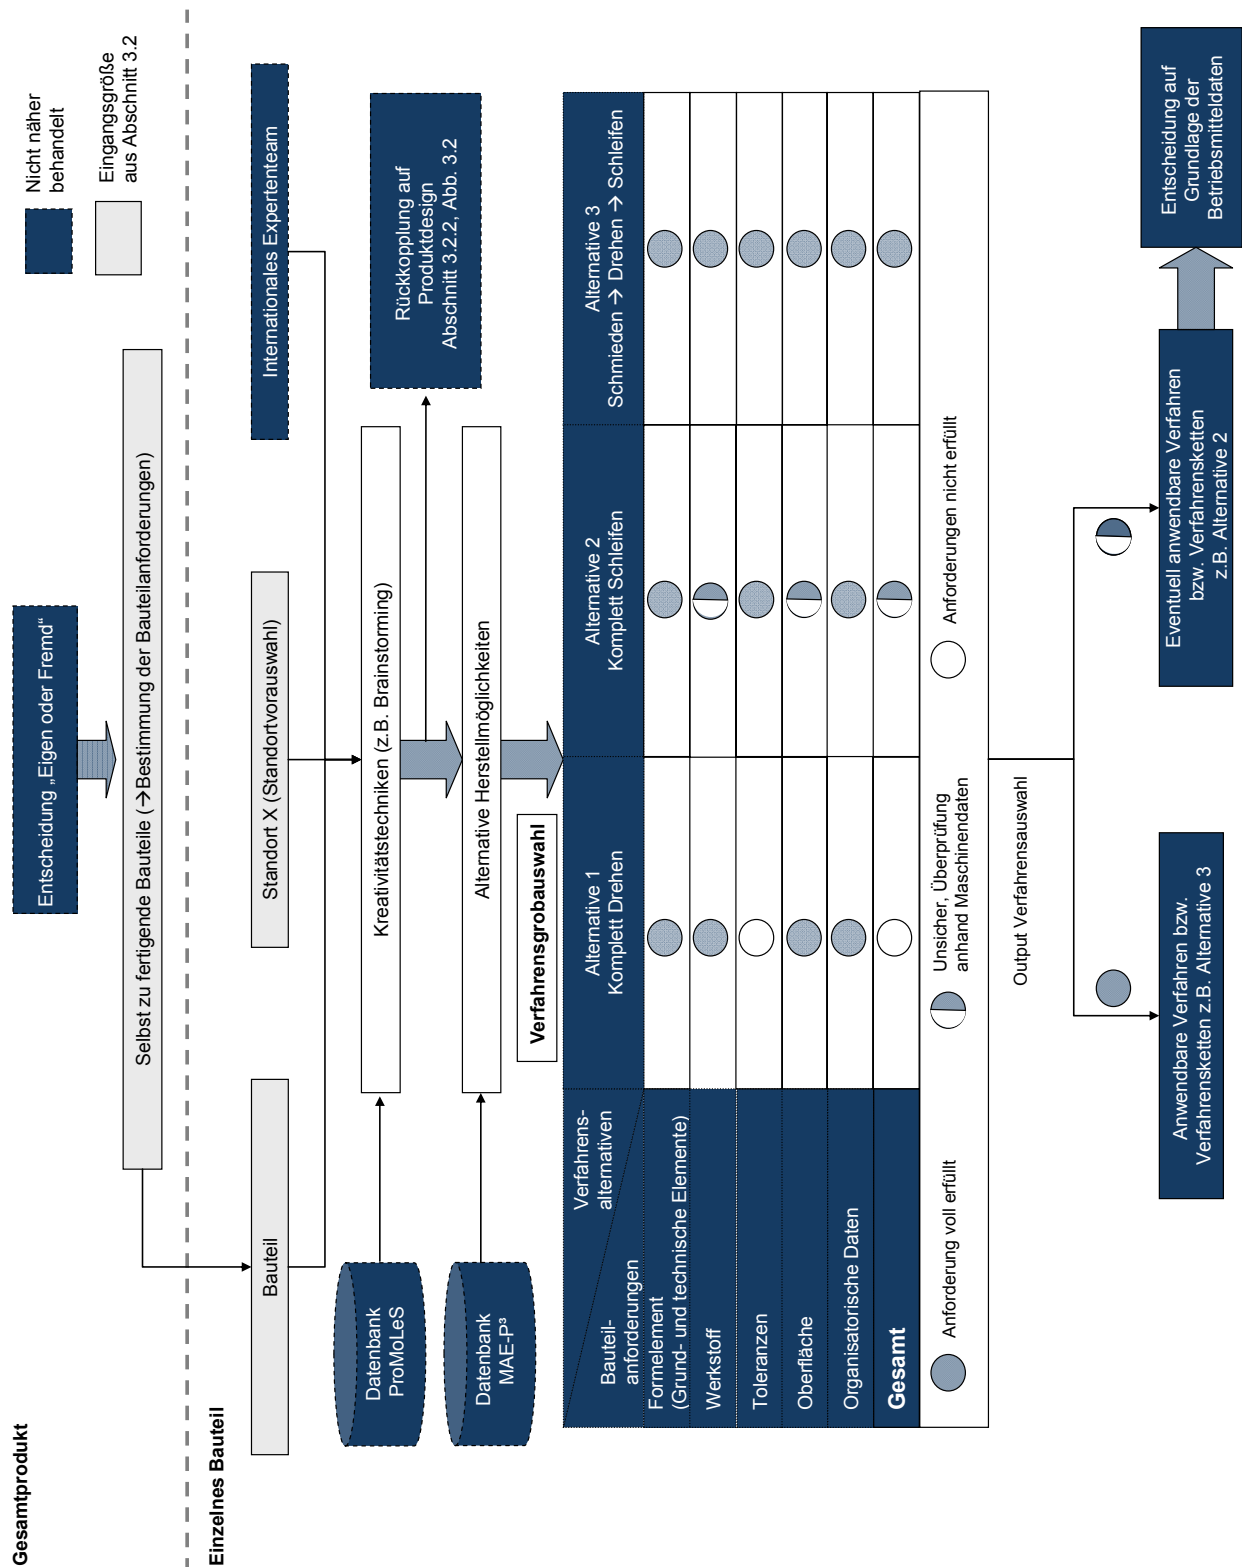 Gesamtprodukt
Entscheidung „Eigen oder Fremd“
Nicht näher
behandelt
Eingangsgröße
aus Abschnitt 3.2
Selbst zu fertigende Bauteile (→Bestimmung der Bauteilanforderungen)
Einzelnes Bauteil
Bauteil
Standort X (Standortvorauswahl)
Internationales Expertenteam
Datenbank
ProMoLeS
Kreativitätstechniken (z.B. Brainstorming)
Rückkopplung auf
Produktdesign
Abschnitt 3.2.2, Abb. 3.2
Datenbank
MAE-P³
Alternative Herstellmöglichkeiten
Verfahrensgrobauswahl
Verfahrens-
alternativen
Bauteil-
anforderungen
Alternative 1
Komplett Drehen
Alternative 2
Komplett Schleifen
Alternative 3
Schmieden → Drehen → Schleifen
Formelement
(Grund- und technische Elemente)
Werkstoff
Toleranzen
Oberfläche
Organisatorische Daten
Gesamt
Anforderung voll erfüllt
Unsicher, Überprüfung
anhand Maschinendaten
Anforderungen nicht erfüllt
Output Verfahrensauswahl
Anwendbare Verfahren bzw.
Verfahrensketten z.B. Alternative 3
Eventuell anwendbare Verfahren
bzw. Verfahrensketten
z.B. Alternative 2
Entscheidung auf
Grundlage der
Betriebsmitteldaten